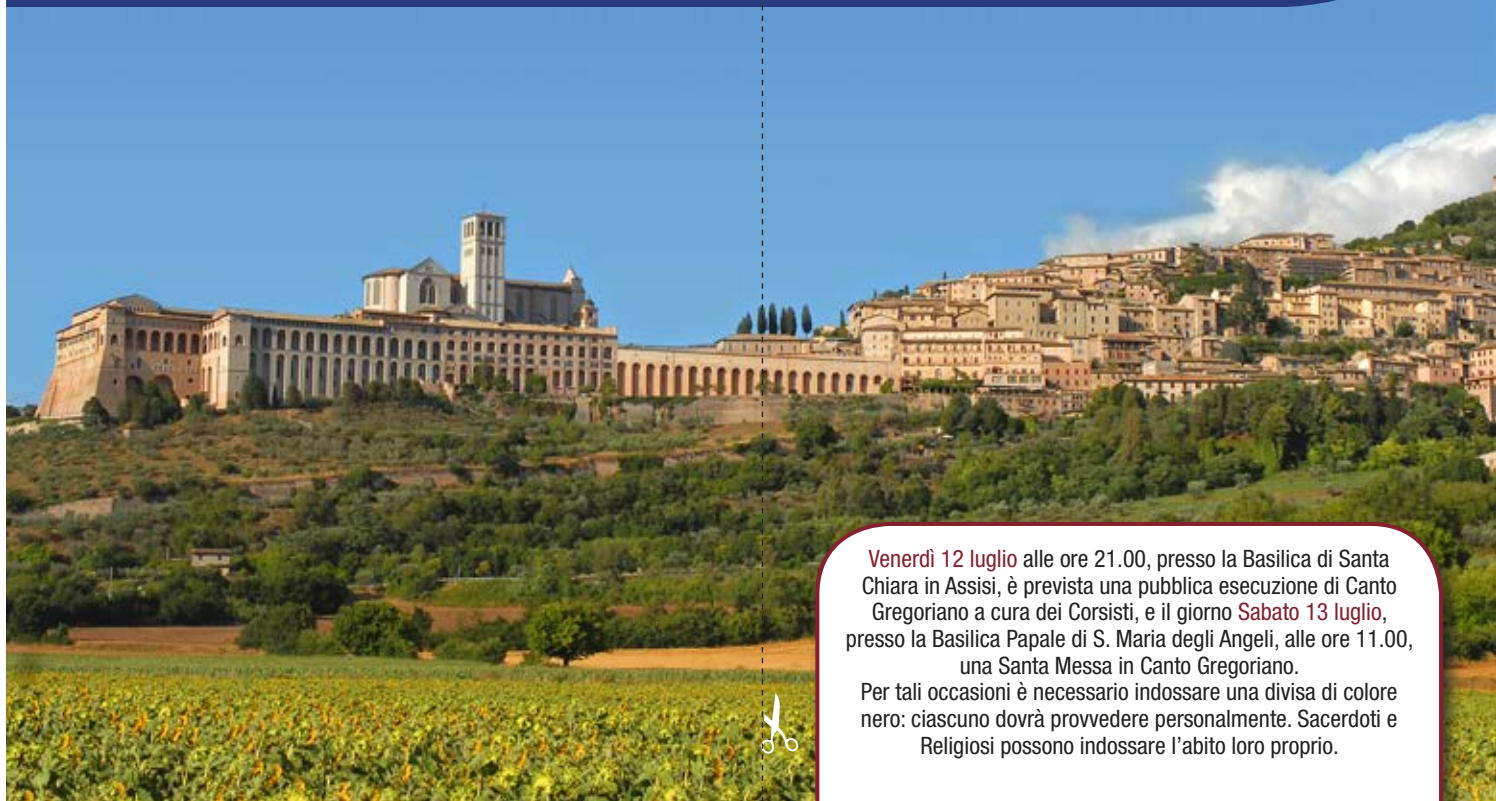 Venerdì 12 luglio alle ore 21.00, presso la Basilica di Santa
Chiara in Assisi, è prevista una pubblica esecuzione di Canto
Gregoriano a cura dei Corsisti, e il giorno Sabato 13 luglio,
presso la Basilica Papale di S. Maria degli Angeli, alle ore 11.00,
una Santa Messa in Canto Gregoriano.
Per tali occasioni è necessario indossare una divisa di colore
nero: ciascuno dovrà provvedere personalmente. Sacerdoti e
Religiosi possono indossare l'abito loro proprio.